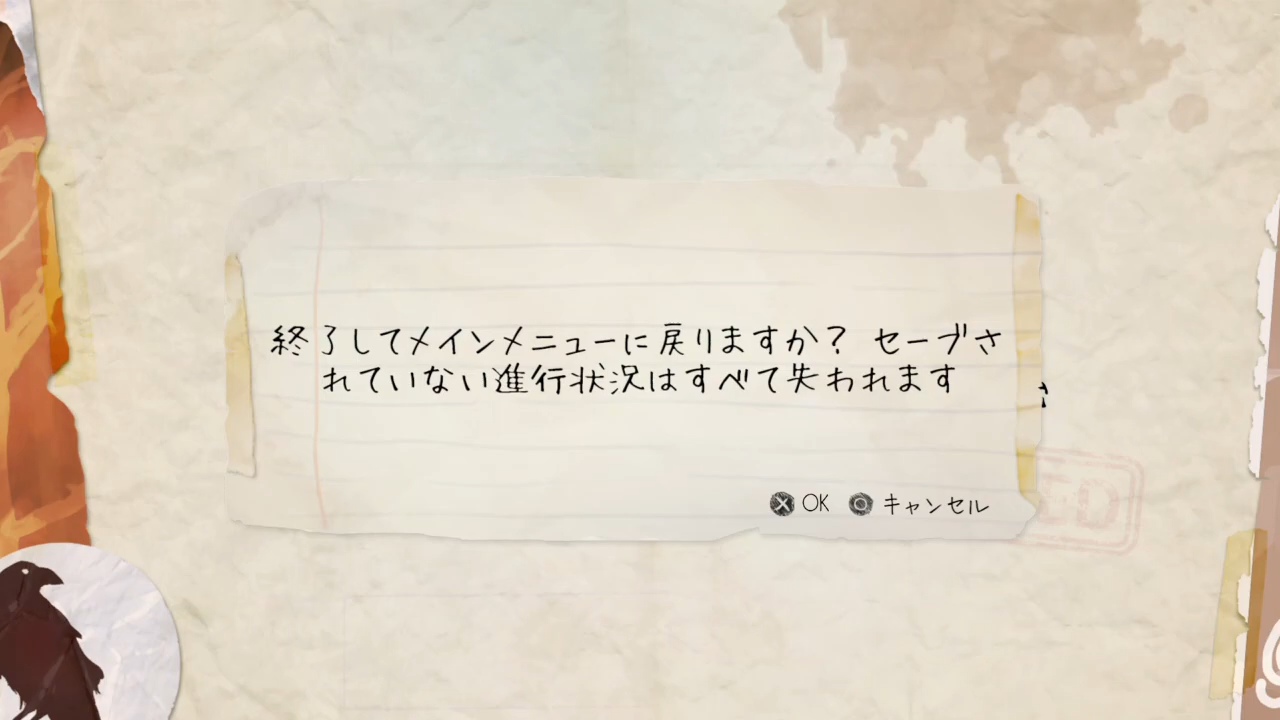 終了してメインメニューに戻りますか？ セーブさ
れていない進行状況はすべて失われます
OK キャンセル
ED